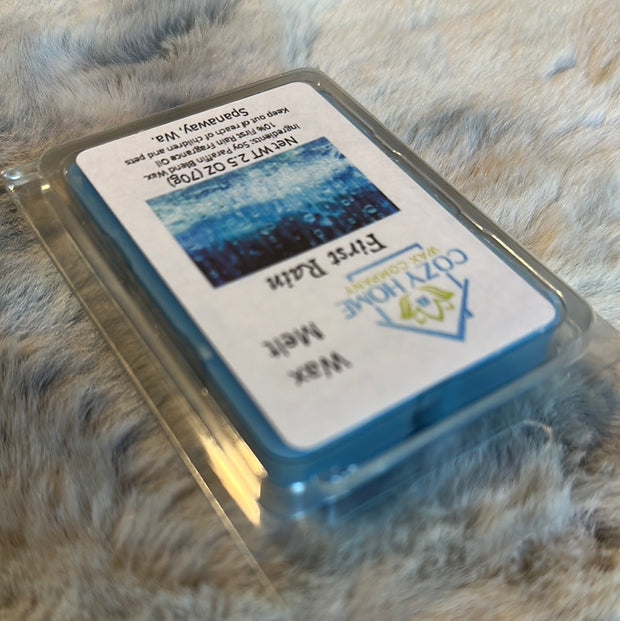 COZY HOME
WAX COMPANY
Wax
Melt
First Rain
Net WT 2.5 OZ (70g)
Ingredients: Soy Paraffin Blend Wax.
10% First Rain Fragrance Oil
Keep out of reach of children and pets
Spanaway, Wa.